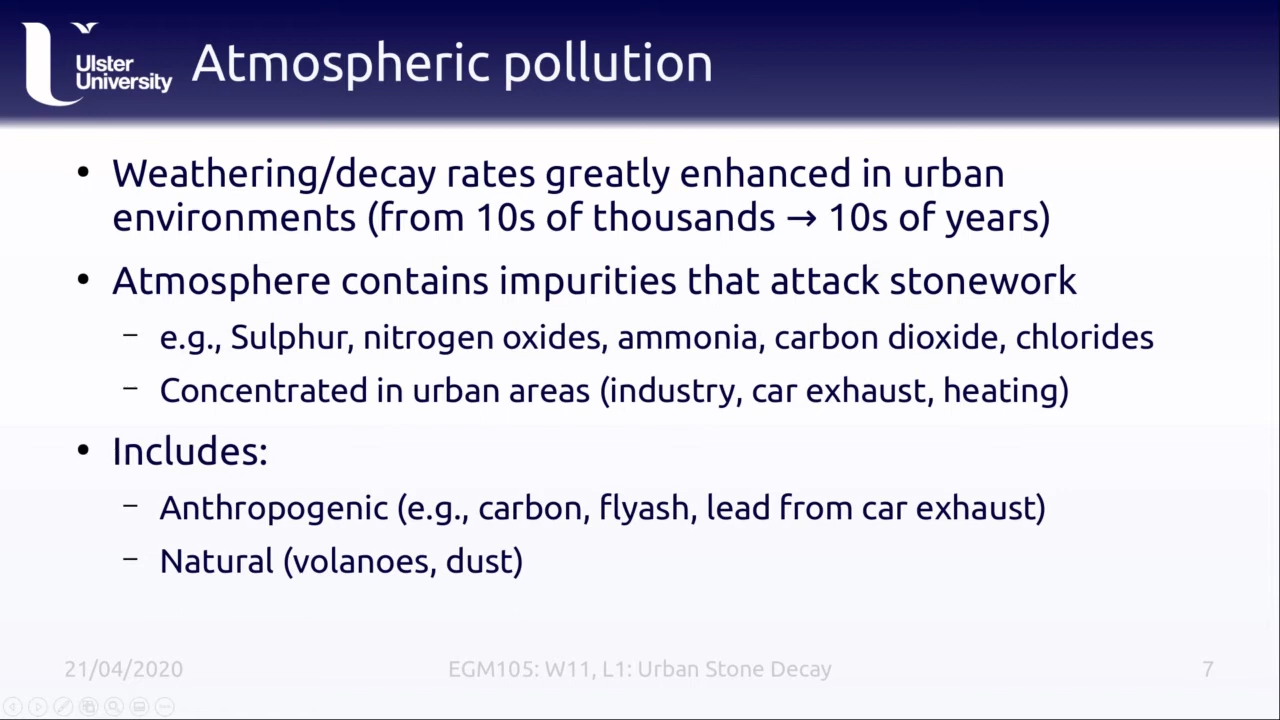 Ulster
University
Atmospheric pollution
• Weathering/decay rates greatly enhanced in urban
environments (from 10s of thousands → 10s of years)
• Atmosphere contains impurities that attack stonework
– e.g., Sulphur, nitrogen oxides, ammonia, carbon dioxide, chlorides
– Concentrated in urban areas (industry, car exhaust, heating)
• Includes:
– Anthropogenic (e.g., carbon, flyash, lead from car exhaust)
– Natural (volanoes, dust)
21/04/2020
EGM105: W11, L1: Urban Stone Decay
7